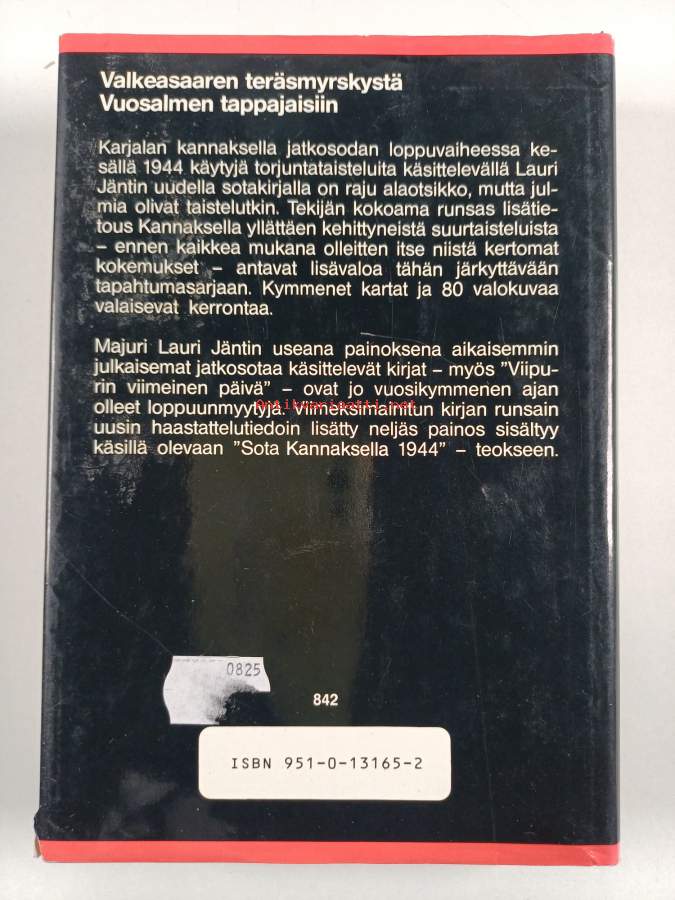 Valkeasaaren teräsmyrskystä
Vuosalmen tappajaisiin
Karjalan kannaksella jatkosodan loppuvaiheessa ke-
sällä 1944 käytyjä torjuntataisteluita käsittelevällä Lauri
Jäntin uudella sotakirjalla on raju alaotsikko, mutta jul-
mia olivat taistelutkin. Tekijän kokoama runsas lisätie-
tous Kannaksella yllättäen kehittyneistä suurtaisteluista
– ennen kaikkea mukana olleitten itse niistä kertomat
kokemukset – antavat lisävaloa tähän järkyttävään
tapahtumasarjaan. Kymmenet kartat ja 80 valokuvaa
valaisevat kerrontaa.
Majuri Lauri Jäntin useana painoksena aikaisemmin
julkaisemat jatkosotaa käsittelevät kirjat – myös ”Viipu-
rin viimeinen päivä” – ovat jo vuosikymmenen ajan
olleet loppuunmyytyjä. Viimeksimainitun kirjan runsain
uusin haastattelutiedoin lisätty neljäs painos sisältyy
käsillä olevaan ”Sota Kannaksella 1944” – teokseen.
Antikvariaatti.net
0825
842
ISBN 951-0-13165-2